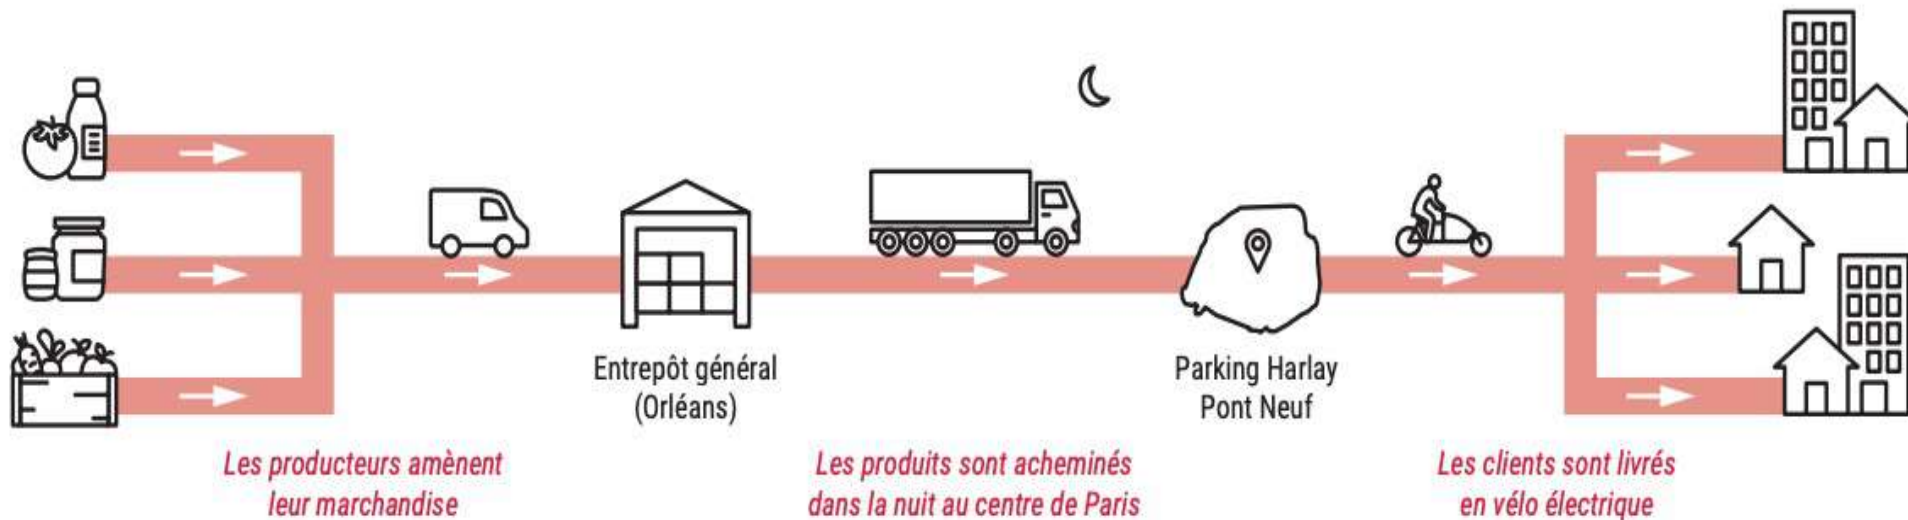 Entrepôt général
(Orléans)
Parking Harlay
Pont Neuf
Les producteurs amènent
leur marchandise
Les produits sont acheminés
dans la nuit au centre de Paris
Les clients sont livrés
en vélo électrique